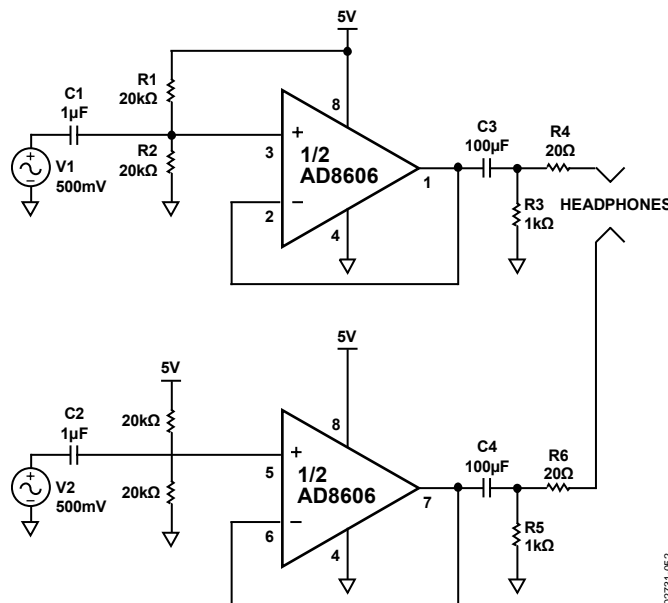 5V
C1
1µF
R1
20kΩ
R2
20kΩ
V1
500mV
8
+
3
1/2
AD8606
1
−
2
4
C3
100µF
R4
20Ω
R3
1kΩ
HEADPHONES
5V
5V
C2
1µF
20kΩ
20kΩ
V2
500mV
8
+
5
1/2
AD8606
7
−
6
4
C4
100µF
R6
20Ω
R5
1kΩ